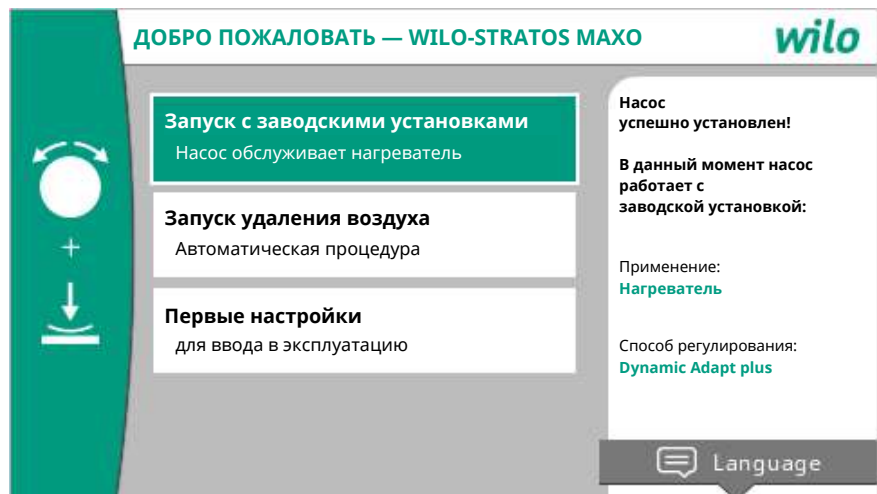 ДОБРО ПОЖАЛОВАТЬ — WILO-STRATOS MAXO
wilo
Запуск с заводскими установками
Насос обслуживает нагреватель
Запуск удаления воздуха
Автоматическая процедура
Первые настройки
для ввода в эксплуатацию
Насос
успешно установлен!
В данный момент насос
работает с
заводской установкой:
Применение:
Нагреватель
Способ регулирования:
Dynamic Adapt plus
Language